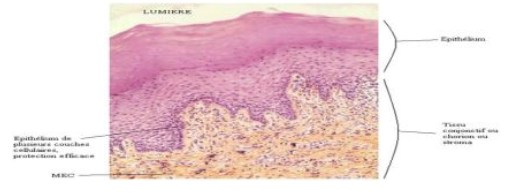 LUMIERE
Epithélium
Epithélium de
plusieurs couches
cellulaires,
protection efficace
Tissu
conjonctif ou
chorion ou
stroma
MEC